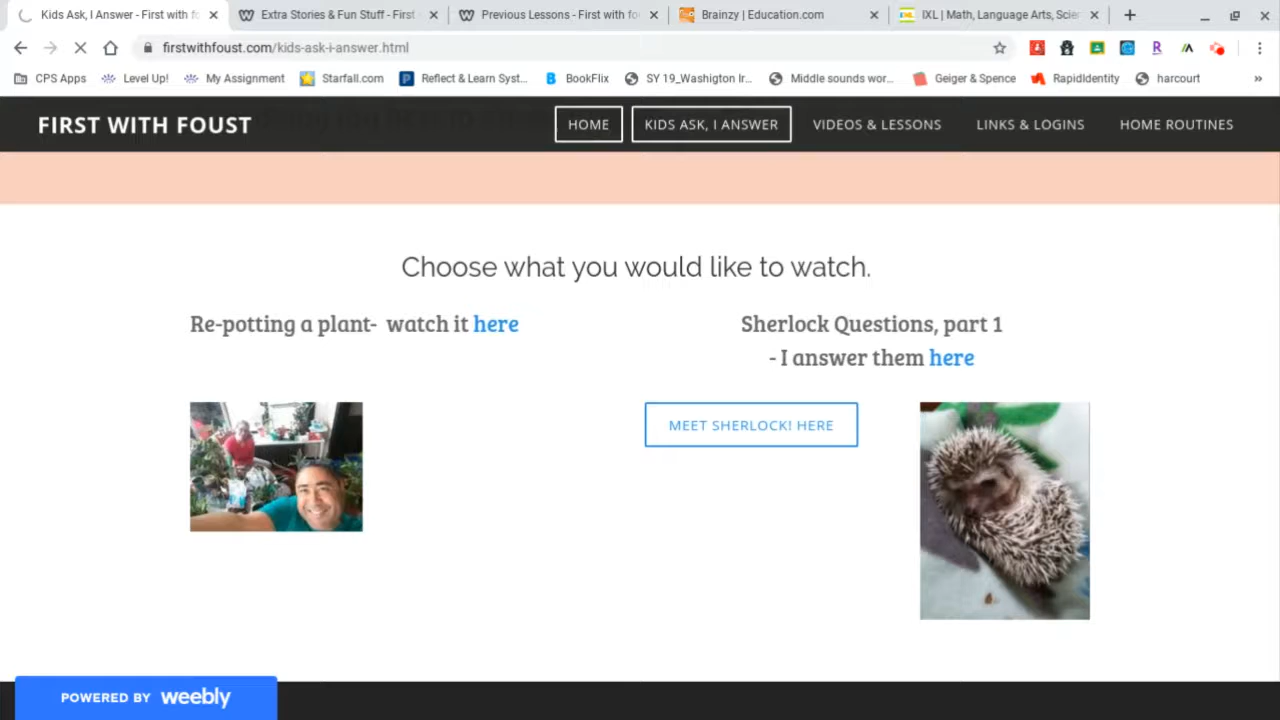 Kids Ask, I Answer - First with fo
Extra Stories & Fun Stuff - First
Previous Lessons - First with fo
Brainzy | Education.com
IXL | Math, Language Arts, Scien
firstwithfoust.com/kids-ask-i-answer.html
CPS Apps
Level Up!
My Assignment
Starfall.com
Reflect & Learn Syst...
BookFlix
SY 19_Washigton Ir...
Middle sounds wor...
Geiger & Spence
RapidIdentity
harcourt
»
FIRST WITH FOUST
HOME
KIDS ASK, I ANSWER
VIDEOS & LESSONS
LINKS & LOGINS
HOME ROUTINES
Choose what you would like to watch.
Re-potting a plant- watch it here
Sherlock Questions, part 1
- I answer them here
MEET SHERLOCK! HERE
POWERED BY weebly